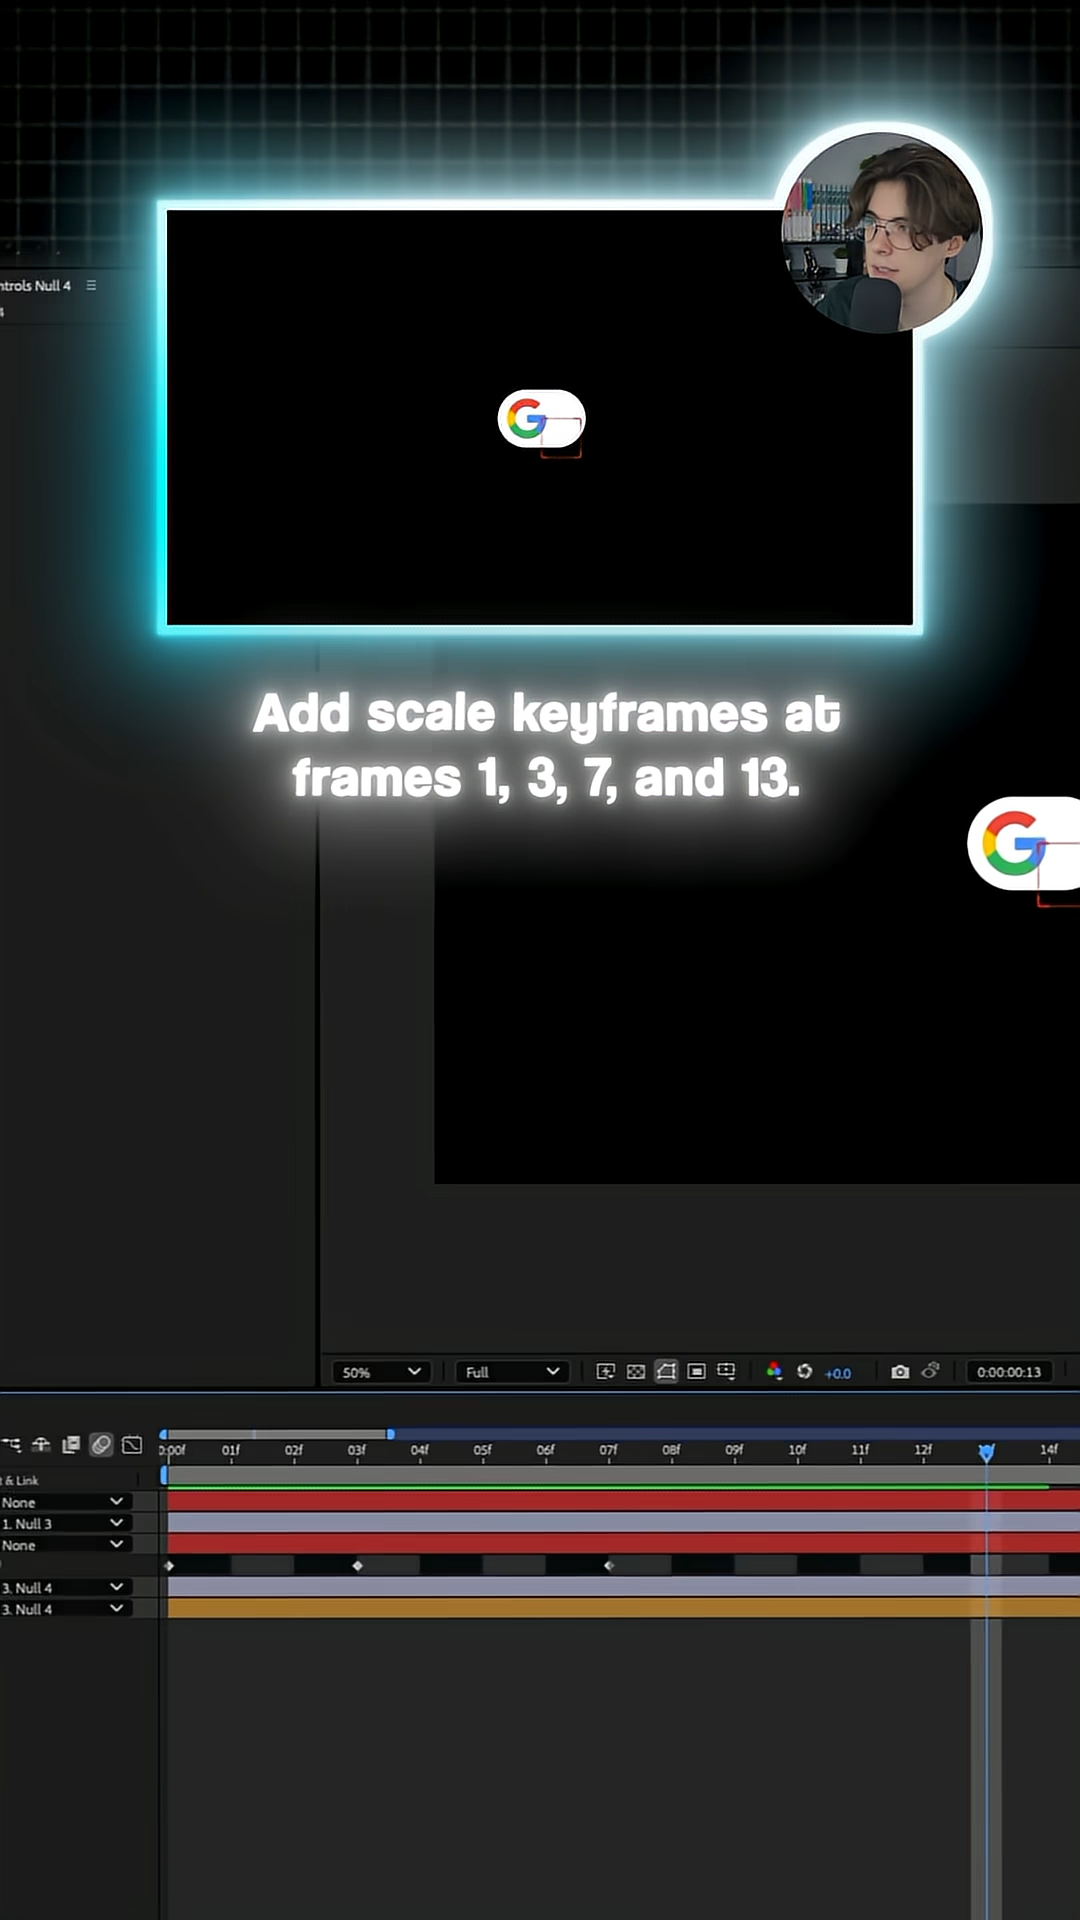 ntrols Null 4
4
G
Add scale keyframes at
frames 1, 3, 7, and 13.
G
50%
Full
+0.0
0:00:00:13
0:00f 01f 02f 03f 04f 05f 06f 07f 08f 09f 10f 11f 12f 14f
t & Link
None
1. Null 3
None
3. Null 4
3. Null 4